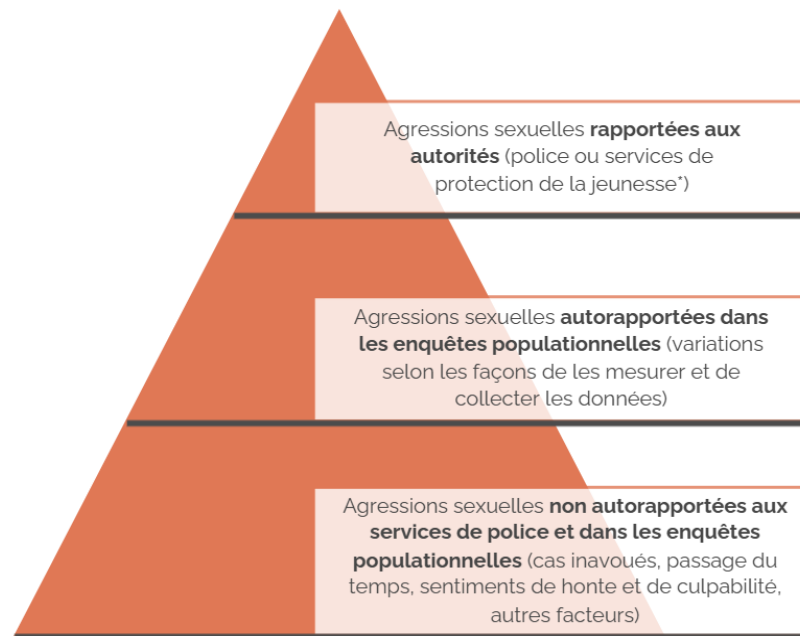 Agressions sexuelles rapportées aux
autorités (police ou services de
protection de la jeunesse*)
Agressions sexuelles autorapportées dans
les enquêtes populationnelles (variations
selon les façons de les mesurer et de
collecter les données)
Agressions sexuelles non autorapportées aux
services de police et dans les enquêtes
populationnelles (cas inavoués, passage du
temps, sentiments de honte et de culpabilité,
autres facteurs)